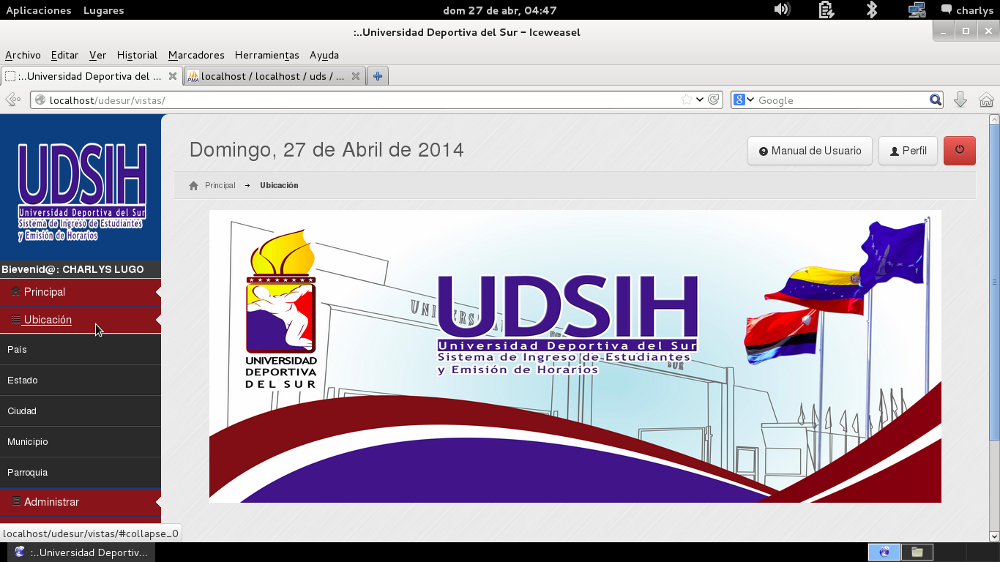 Aplicaciones Lugares dom 27 de abr, 04:47 charlys
:..Universidad Deportiva del Sur – Iceweasel
Archivo Editar Ver Historial Marcadores Herramientas Ayuda
:..Universidad Deportiva del ... localhost / localhost / uds / ...
localhost/udesur/vistas/ Google
UDSIH
Universidad Deportiva del Sur
Sistema de Ingreso de Estudiantes
y Emisión de Horarios
Bievenid@: CHARLYS LUGO
Principal
Ubicación
País
Estado
Ciudad
Municipio
Parroquia
Administrar
localhost/udesur/vistas/#collapse_0
Domingo, 27 de Abril de 2014
Manual de Usuario Perfil
Principal Ubicación
UNIVERSIDAD
DEPORTIVA
DEL SUR
UDSIH
Universidad Deportiva del Sur
Sistema de Ingreso de Estudiantes
y Emisión de Horarios
SUR
:..Universidad Deportiv...